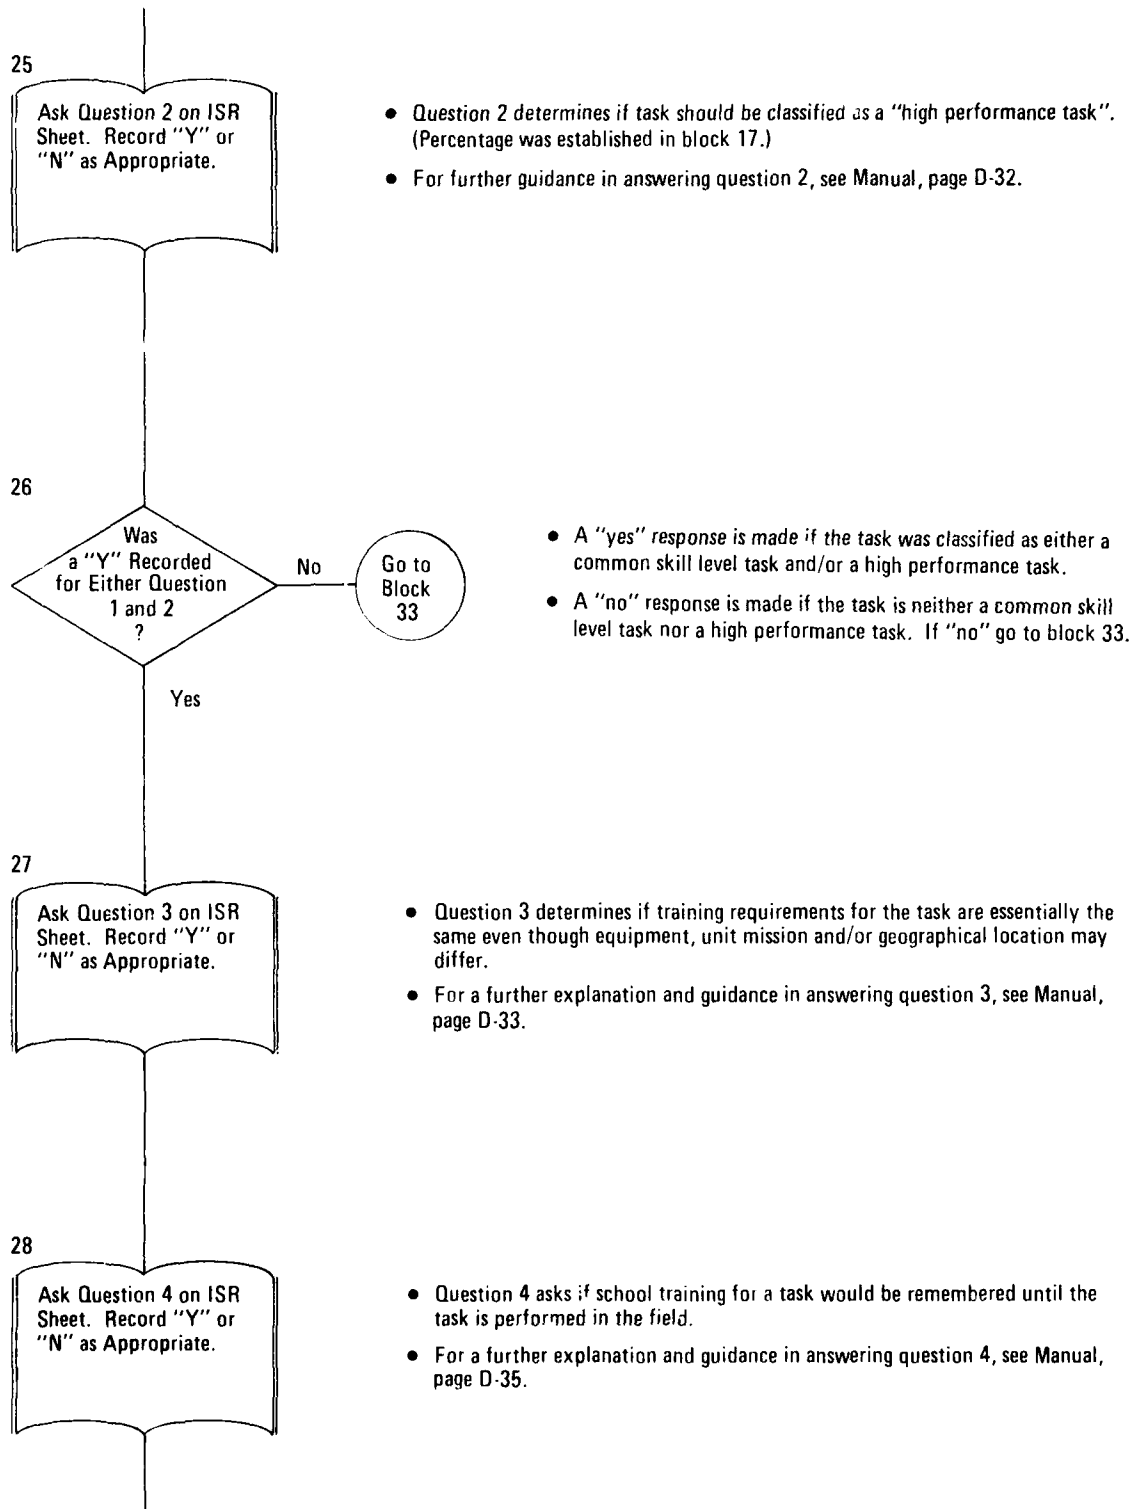 25
Ask Question 2 on ISR
Sheet. Record "Y" or
"N" as Appropriate.
● Question 2 determines if task should be classified as a "high performance task".
(Percentage was established in block 17.)
● For further guidance in answering question 2, see Manual, page D-32.
26
Was
a "Y" Recorded
for Either Question
1 and 2
?
No
Go to
Block
33
Yes
● A "yes" response is made if the task was classified as either a
common skill level task and/or a high performance task.
● A "no" response is made if the task is neither a common skill
level task nor a high performance task. If "no" go to block 33.
27
Ask Question 3 on ISR
Sheet. Record "Y" or
"N" as Appropriate.
● Question 3 determines if training requirements for the task are essentially the
same even though equipment, unit mission and/or geographical location may
differ.
● For a further explanation and guidance in answering question 3, see Manual,
page D-33.
28
Ask Question 4 on ISR
Sheet. Record "Y" or
"N" as Appropriate.
● Question 4 asks if school training for a task would be remembered until the
task is performed in the field.
● For a further explanation and guidance in answering question 4, see Manual,
page D-35.